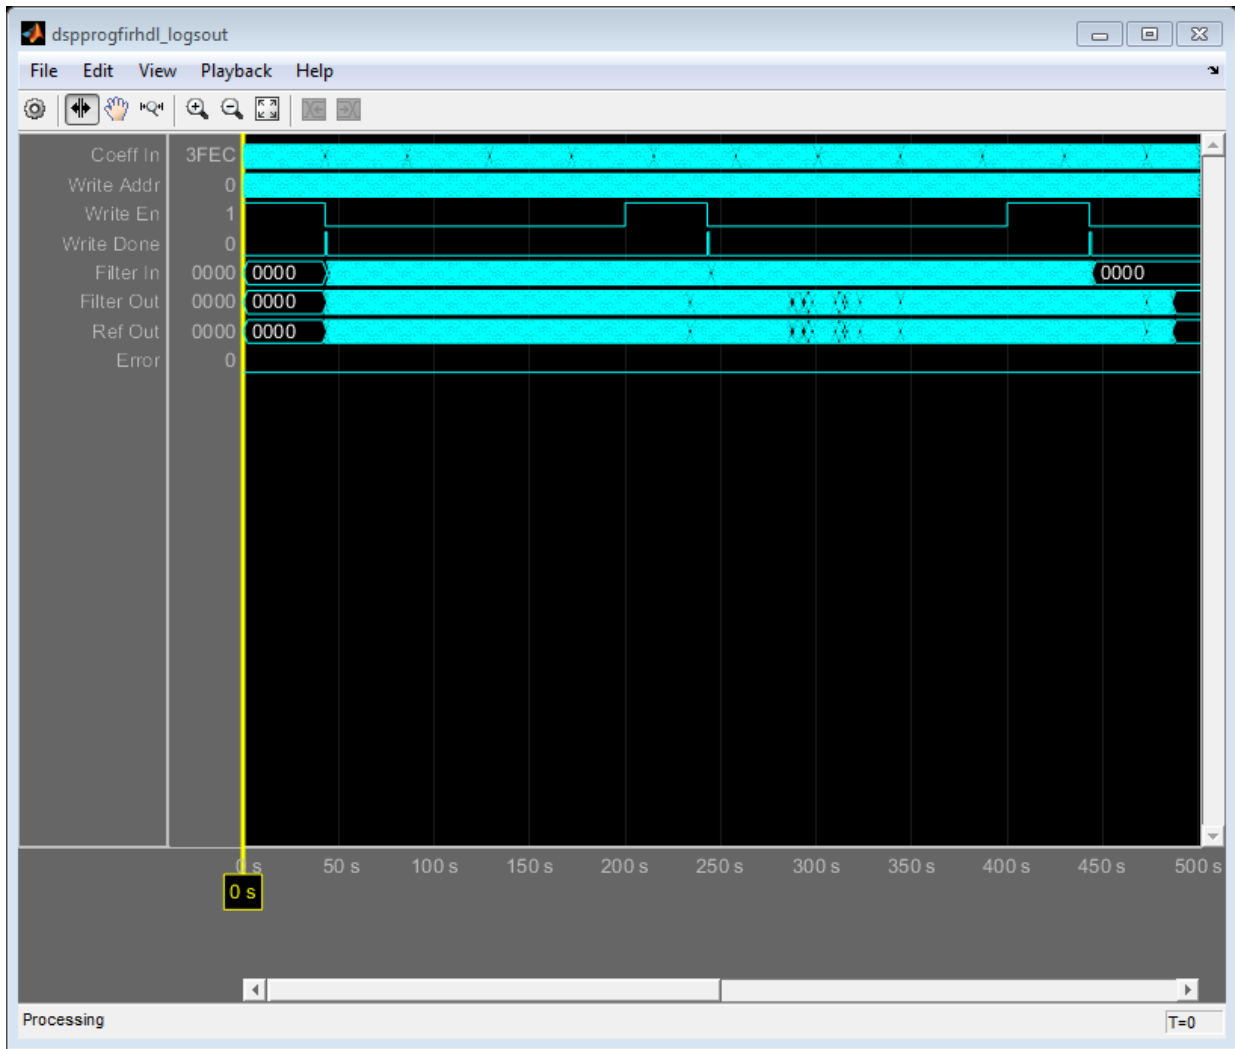 dspprogfirhdl_logsout
File Edit View Playback Help
Coeff In 3FEC
Write Addr 0
Write En 1
Write Done 0
Filter In 0000 0000 0000
Filter Out 0000 0000
Ref Out 0000 0000
Error 0
0 s 50 s 100 s 150 s 200 s 250 s 300 s 350 s 400 s 450 s 500 s
0 s
Processing T=0